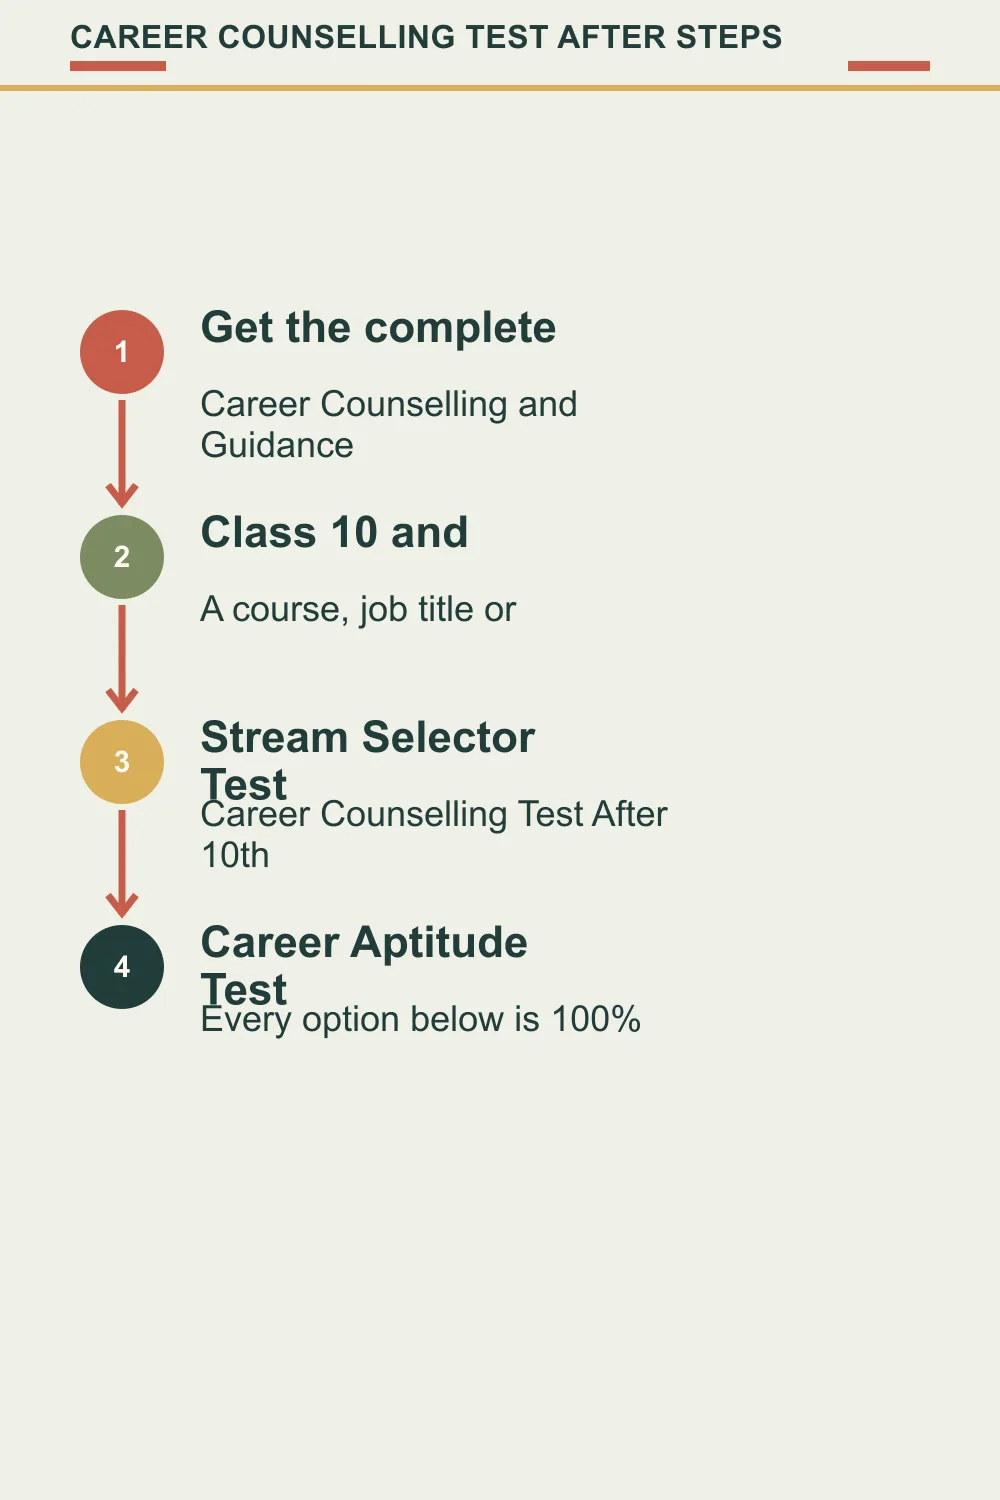 CAREER COUNSELLING TEST AFTER STEPS
1
Get the complete
Career Counselling and
Guidance
2
Class 10 and
A course, job title or
3
Stream Selector
Test
Career Counselling Test After
10th
4
Career Aptitude
Test
Every option below is 100%